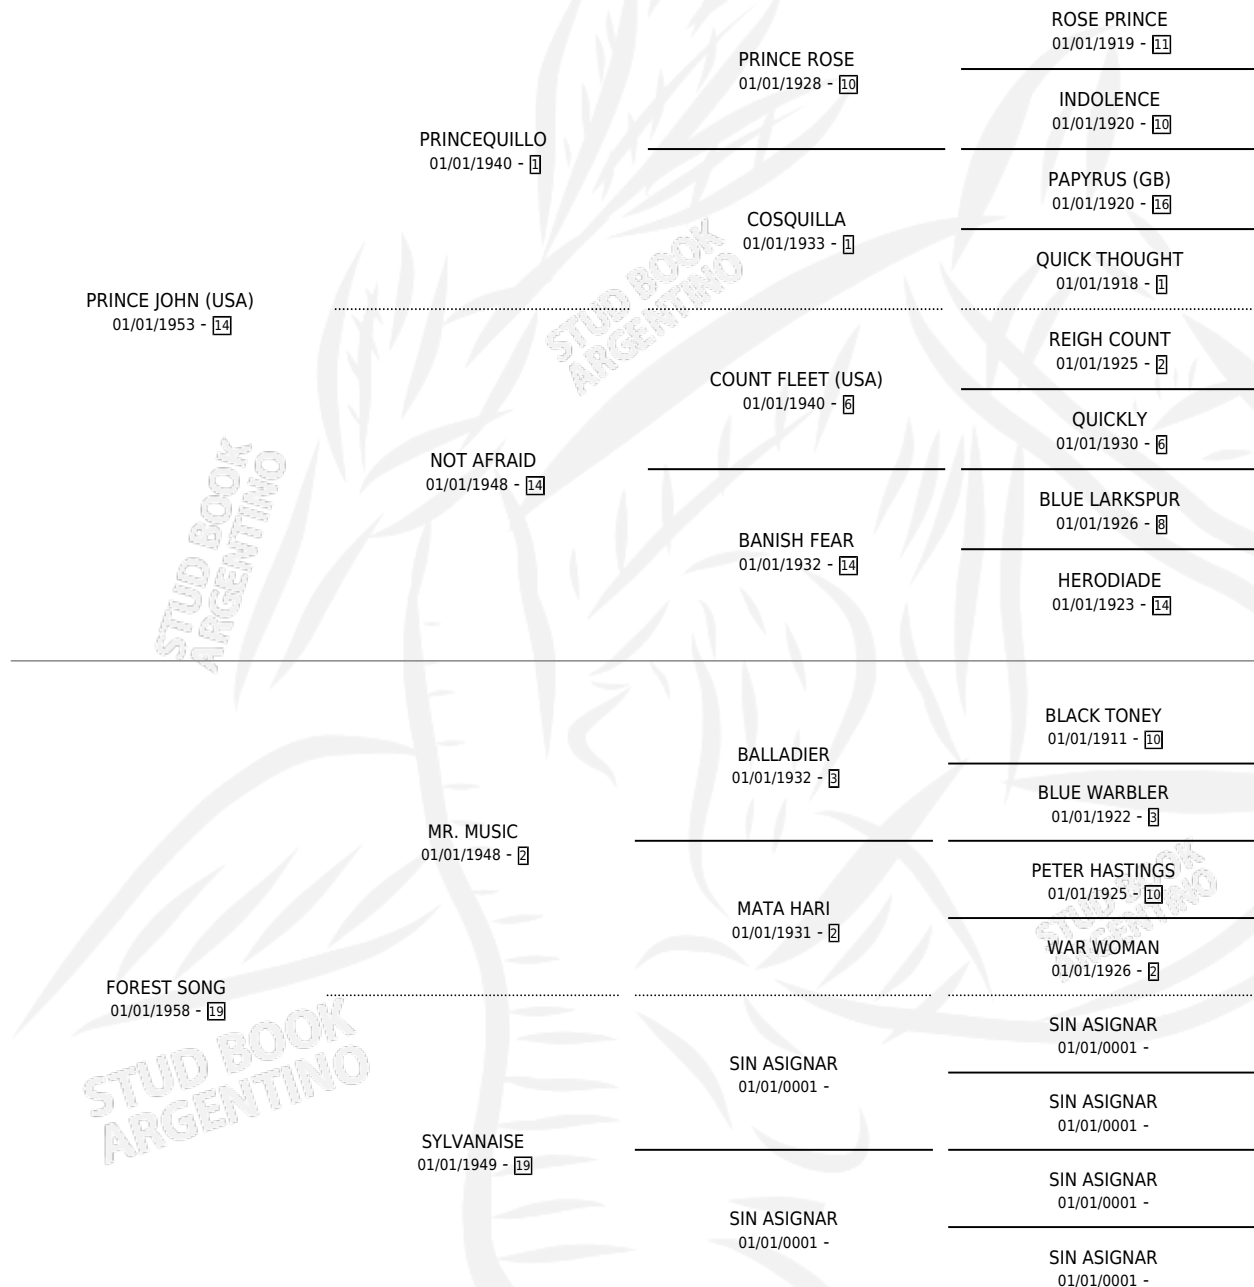 ROSE PRINCE
01/01/1919 - 11
PRINCE ROSE
01/01/1928 - 10
INDOLENCE
01/01/1920 - 10
PRINCEQUILLO
01/01/1940 - 1
PAPYRUS (GB)
01/01/1920 - 16
COSQUILLA
01/01/1933 - 1
QUICK THOUGHT
01/01/1918 - 1
PRINCE JOHN (USA)
01/01/1953 - 14
STUD BOOK
ARGENTINO
REIGH COUNT
01/01/1925 - 2
COUNT FLEET (USA)
01/01/1940 - 6
QUICKLY
01/01/1930 - 6
NOT AFRAID
01/01/1948 - 14
STUD BOOK
ARGENTINO
BLUE LARKSPUR
01/01/1926 - 8
BANISH FEAR
01/01/1932 - 14
HERODIADE
01/01/1923 - 14
BLACK TONEY
01/01/1911 - 10
BALLADIER
01/01/1932 - 3
BLUE WARBLER
01/01/1922 - 3
MR. MUSIC
01/01/1948 - 2
PETER HASTINGS
01/01/1925 - 10
STUD BOOK
ARGENTINO
MATA HARI
01/01/1931 - 2
WAR WOMAN
01/01/1926 - 2
FOREST SONG
01/01/1958 - 19
STUD BOOK
ARGENTINO
SIN ASIGNAR
01/01/0001 -
SIN ASIGNAR
01/01/0001 -
SIN ASIGNAR
01/01/0001 -
SYLVANAISE
01/01/1949 - 19
SIN ASIGNAR
01/01/0001 -
SIN ASIGNAR
01/01/0001 -
SIN ASIGNAR
01/01/0001 -